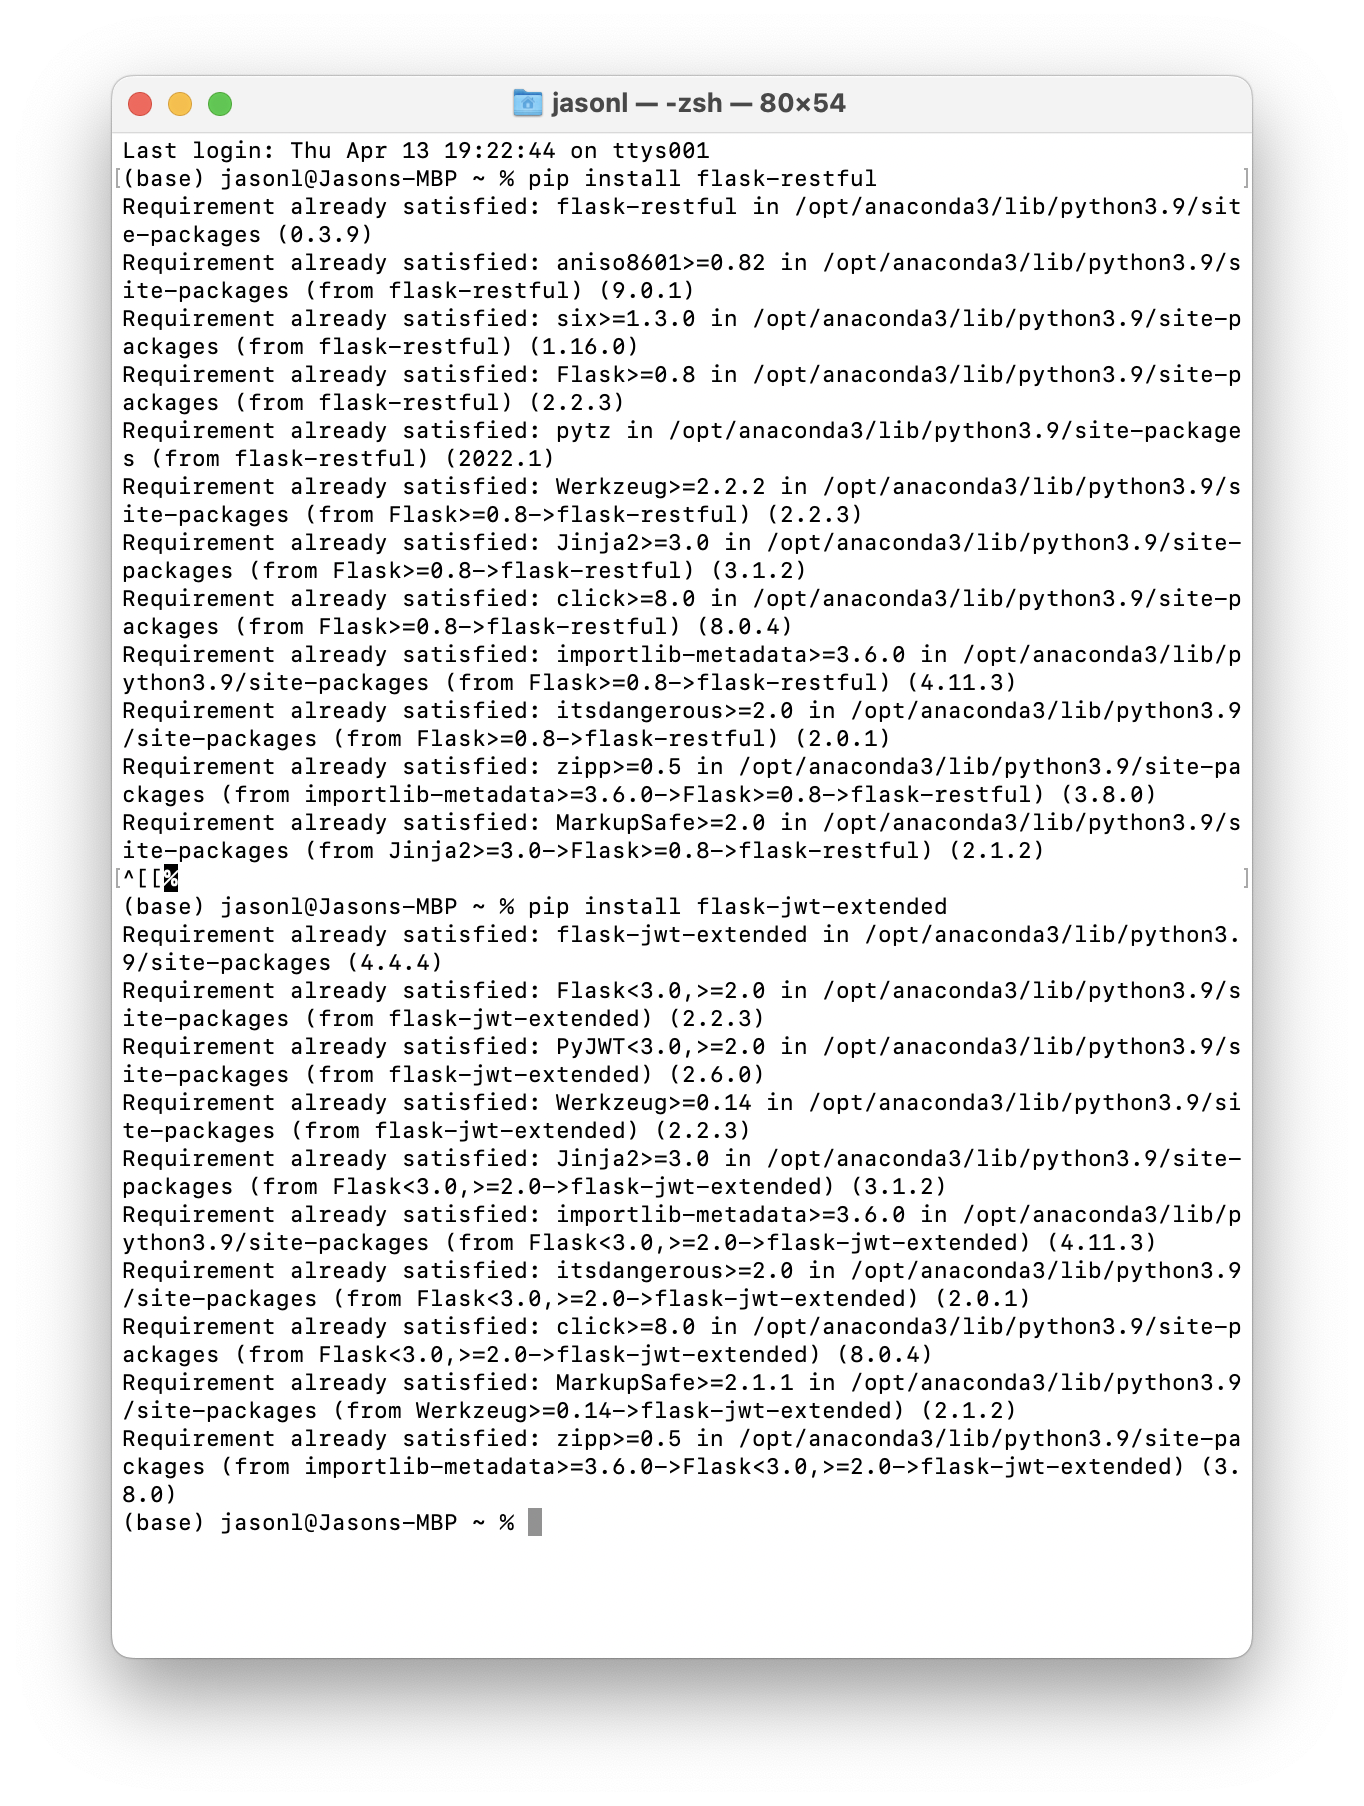 jasonl — -zsh — 80×54
Last login: Thu Apr 13 19:22:44 on ttys001
[(base) jasonl@Jasons-MBP ~ % pip install flask-restful ]
Requirement already satisfied: flask-restful in /opt/anaconda3/lib/python3.9/sit
e-packages (0.3.9)
Requirement already satisfied: aniso8601>=0.82 in /opt/anaconda3/lib/python3.9/s
ite-packages (from flask-restful) (9.0.1)
Requirement already satisfied: six>=1.3.0 in /opt/anaconda3/lib/python3.9/site-p
ackages (from flask-restful) (1.16.0)
Requirement already satisfied: Flask>=0.8 in /opt/anaconda3/lib/python3.9/site-p
ackages (from flask-restful) (2.2.3)
Requirement already satisfied: pytz in /opt/anaconda3/lib/python3.9/site-package
s (from flask-restful) (2022.1)
Requirement already satisfied: Werkzeug>=2.2.2 in /opt/anaconda3/lib/python3.9/s
ite-packages (from Flask>=0.8->flask-restful) (2.2.3)
Requirement already satisfied: Jinja2>=3.0 in /opt/anaconda3/lib/python3.9/site-
packages (from Flask>=0.8->flask-restful) (3.1.2)
Requirement already satisfied: click>=8.0 in /opt/anaconda3/lib/python3.9/site-p
ackages (from Flask>=0.8->flask-restful) (8.0.4)
Requirement already satisfied: importlib-metadata>=3.6.0 in /opt/anaconda3/lib/p
ython3.9/site-packages (from Flask>=0.8->flask-restful) (4.11.3)
Requirement already satisfied: itsdangerous>=2.0 in /opt/anaconda3/lib/python3.9
/site-packages (from Flask>=0.8->flask-restful) (2.0.1)
Requirement already satisfied: zipp>=0.5 in /opt/anaconda3/lib/python3.9/site-pa
ckages (from importlib-metadata>=3.6.0->Flask>=0.8->flask-restful) (3.8.0)
Requirement already satisfied: MarkupSafe>=2.0 in /opt/anaconda3/lib/python3.9/s
ite-packages (from Jinja2>=3.0->Flask>=0.8->flask-restful) (2.1.2)
[^[[% ]
(base) jasonl@Jasons-MBP ~ % pip install flask-jwt-extended
Requirement already satisfied: flask-jwt-extended in /opt/anaconda3/lib/python3.
9/site-packages (4.4.4)
Requirement already satisfied: Flask<3.0,>=2.0 in /opt/anaconda3/lib/python3.9/s
ite-packages (from flask-jwt-extended) (2.2.3)
Requirement already satisfied: PyJWT<3.0,>=2.0 in /opt/anaconda3/lib/python3.9/s
ite-packages (from flask-jwt-extended) (2.6.0)
Requirement already satisfied: Werkzeug>=0.14 in /opt/anaconda3/lib/python3.9/si
te-packages (from flask-jwt-extended) (2.2.3)
Requirement already satisfied: Jinja2>=3.0 in /opt/anaconda3/lib/python3.9/site-
packages (from Flask<3.0,>=2.0->flask-jwt-extended) (3.1.2)
Requirement already satisfied: importlib-metadata>=3.6.0 in /opt/anaconda3/lib/p
ython3.9/site-packages (from Flask<3.0,>=2.0->flask-jwt-extended) (4.11.3)
Requirement already satisfied: itsdangerous>=2.0 in /opt/anaconda3/lib/python3.9
/site-packages (from Flask<3.0,>=2.0->flask-jwt-extended) (2.0.1)
Requirement already satisfied: click>=8.0 in /opt/anaconda3/lib/python3.9/site-p
ackages (from Flask<3.0,>=2.0->flask-jwt-extended) (8.0.4)
Requirement already satisfied: MarkupSafe>=2.1.1 in /opt/anaconda3/lib/python3.9
/site-packages (from Werkzeug>=0.14->flask-jwt-extended) (2.1.2)
Requirement already satisfied: zipp>=0.5 in /opt/anaconda3/lib/python3.9/site-pa
ckages (from importlib-metadata>=3.6.0->Flask<3.0,>=2.0->flask-jwt-extended) (3.
8.0)
(base) jasonl@Jasons-MBP ~ %